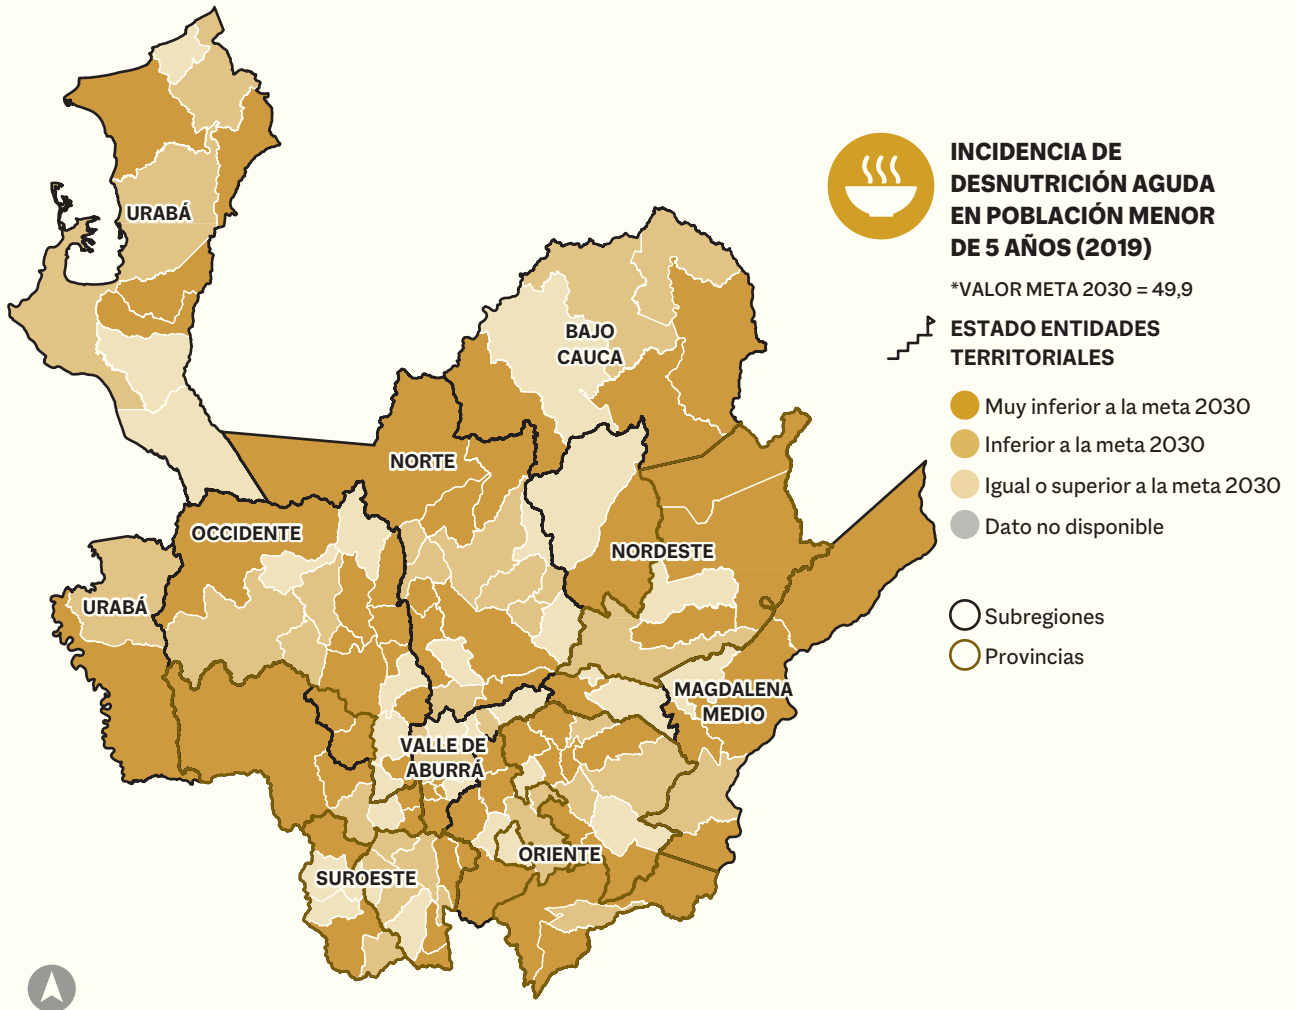 INCIDENCIA DE
DESNUTRICIÓN AGUDA
EN POBLACIÓN MENOR
DE 5 AÑOS (2019)
*VALOR META 2030 = 49,9
ESTADO ENTIDADES
TERRITORIALES
Muy inferior a la meta 2030
Inferior a la meta 2030
Igual o superior a la meta 2030
Dato no disponible
Subregiones
Provincias
URABÁ
BAJO
CAUCA
NORTE
OCCIDENTE
NORDESTE
URABÁ
MAGDALENA
MEDIO
VALLE DE
ABURRÁ
ORIENTE
SUROESTE